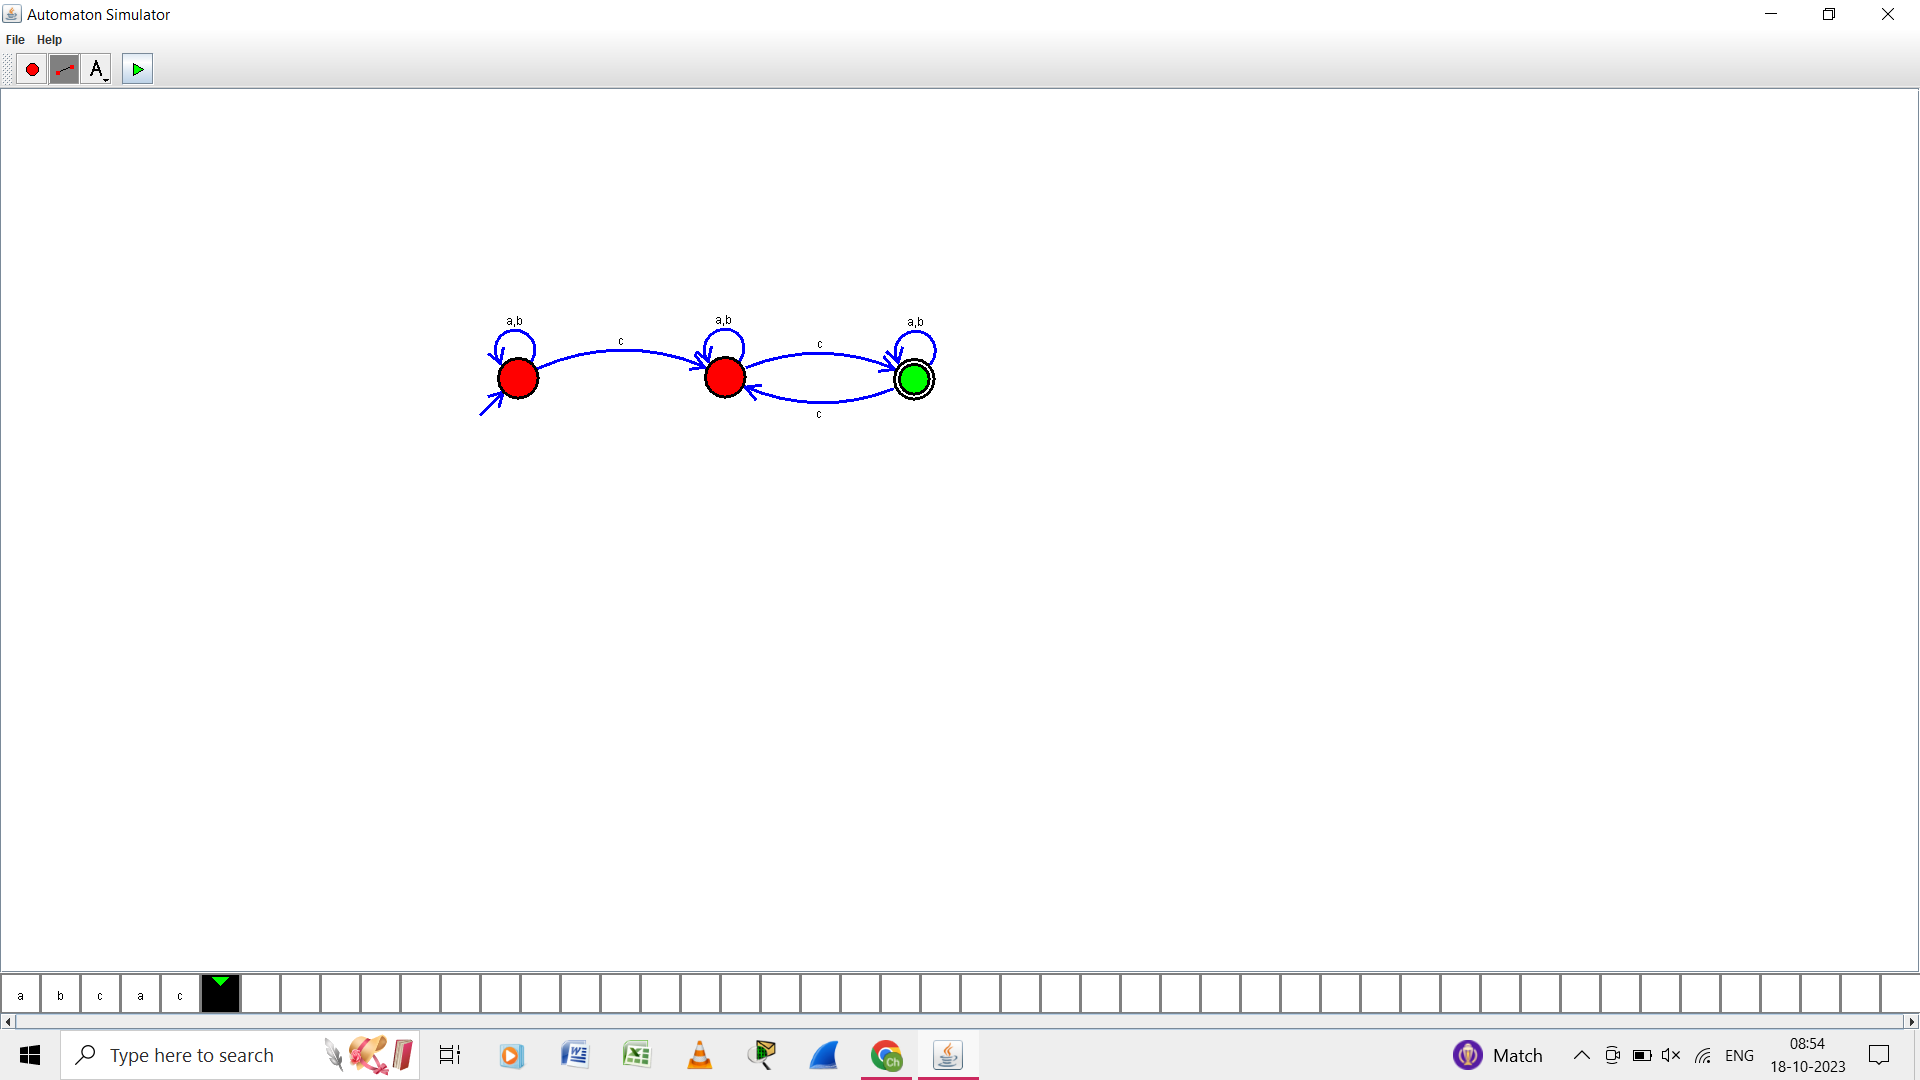 Automaton Simulator
File Help
A
a,b
a,b
a,b
c
c
c
a b c a c
Type here to search
Match
ENG
08:54
18-10-2023